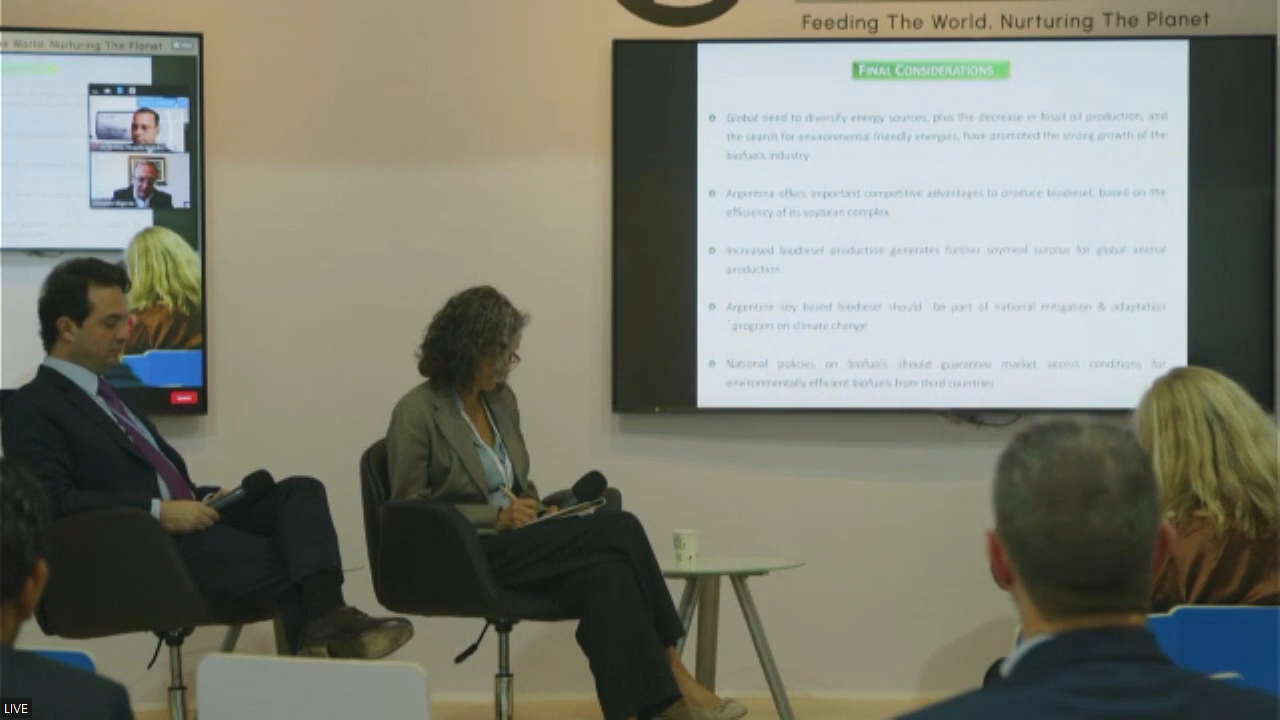 Feeding The World, Nurturing The Planet
e World, Nurturing The Planet
FINAL CONSIDERATIONS
Global need to diversify energy sources, plus the decrease in fossil oil production, and
the search for environmental friendly energies, have promoted the strong growth of the
biofuels industry
Argentina offers important competitive advantages to produce biodiesel, based on the
efficiency of its soybean complex
Increased biodiesel production generates further soymeal surplus for global animal
production
Argentine soy based biodiesel should be part of national mitigation & adaptation
program on climate change
National policies on biofuels should guarantee market access conditions for
environmentally efficient biofuels from third countries
LIVE